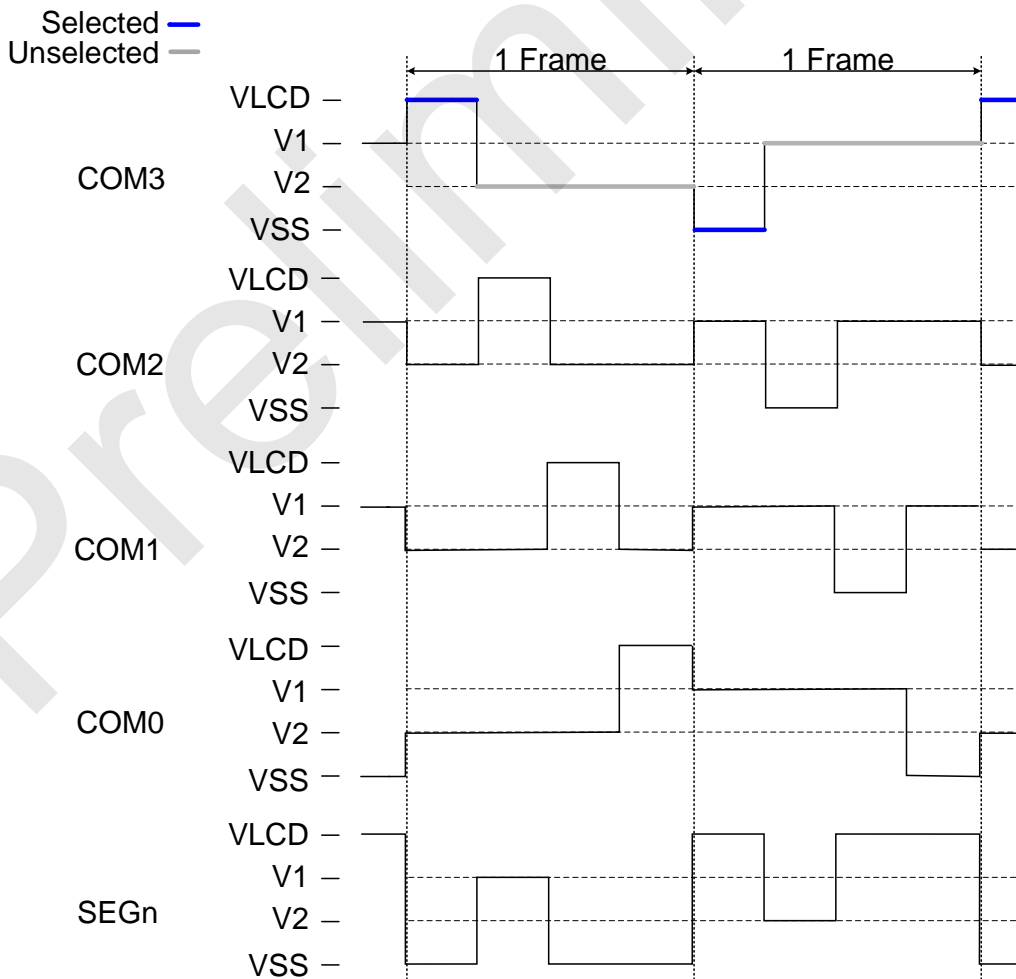 Selected
Unselected
1 Frame 1 Frame
VLCD
V1
COM3
V2
VSS
VLCD
V1
COM2
V2
VSS
VLCD
V1
COM1
V2
VSS
VLCD
V1
COM0
V2
VSS
VLCD
V1
SEGn
V2
VSS
Prelimi